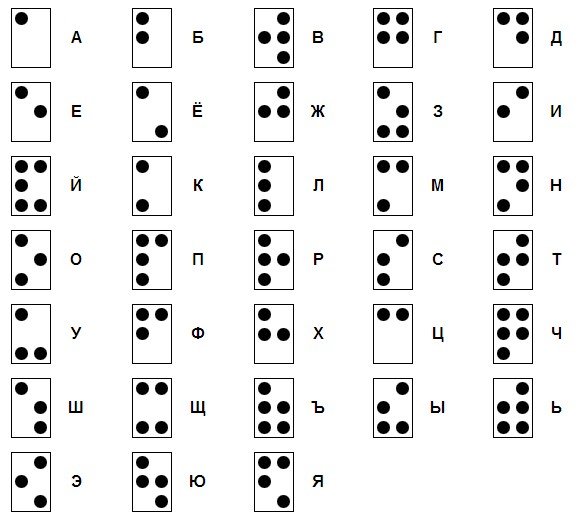 А Б В Г Д
Е Ё Ж З И
Й К Л М Н
О П Р С Т
У Ф Х Ц Ч
Ш Щ Ъ Ы Ь
Э Ю Я